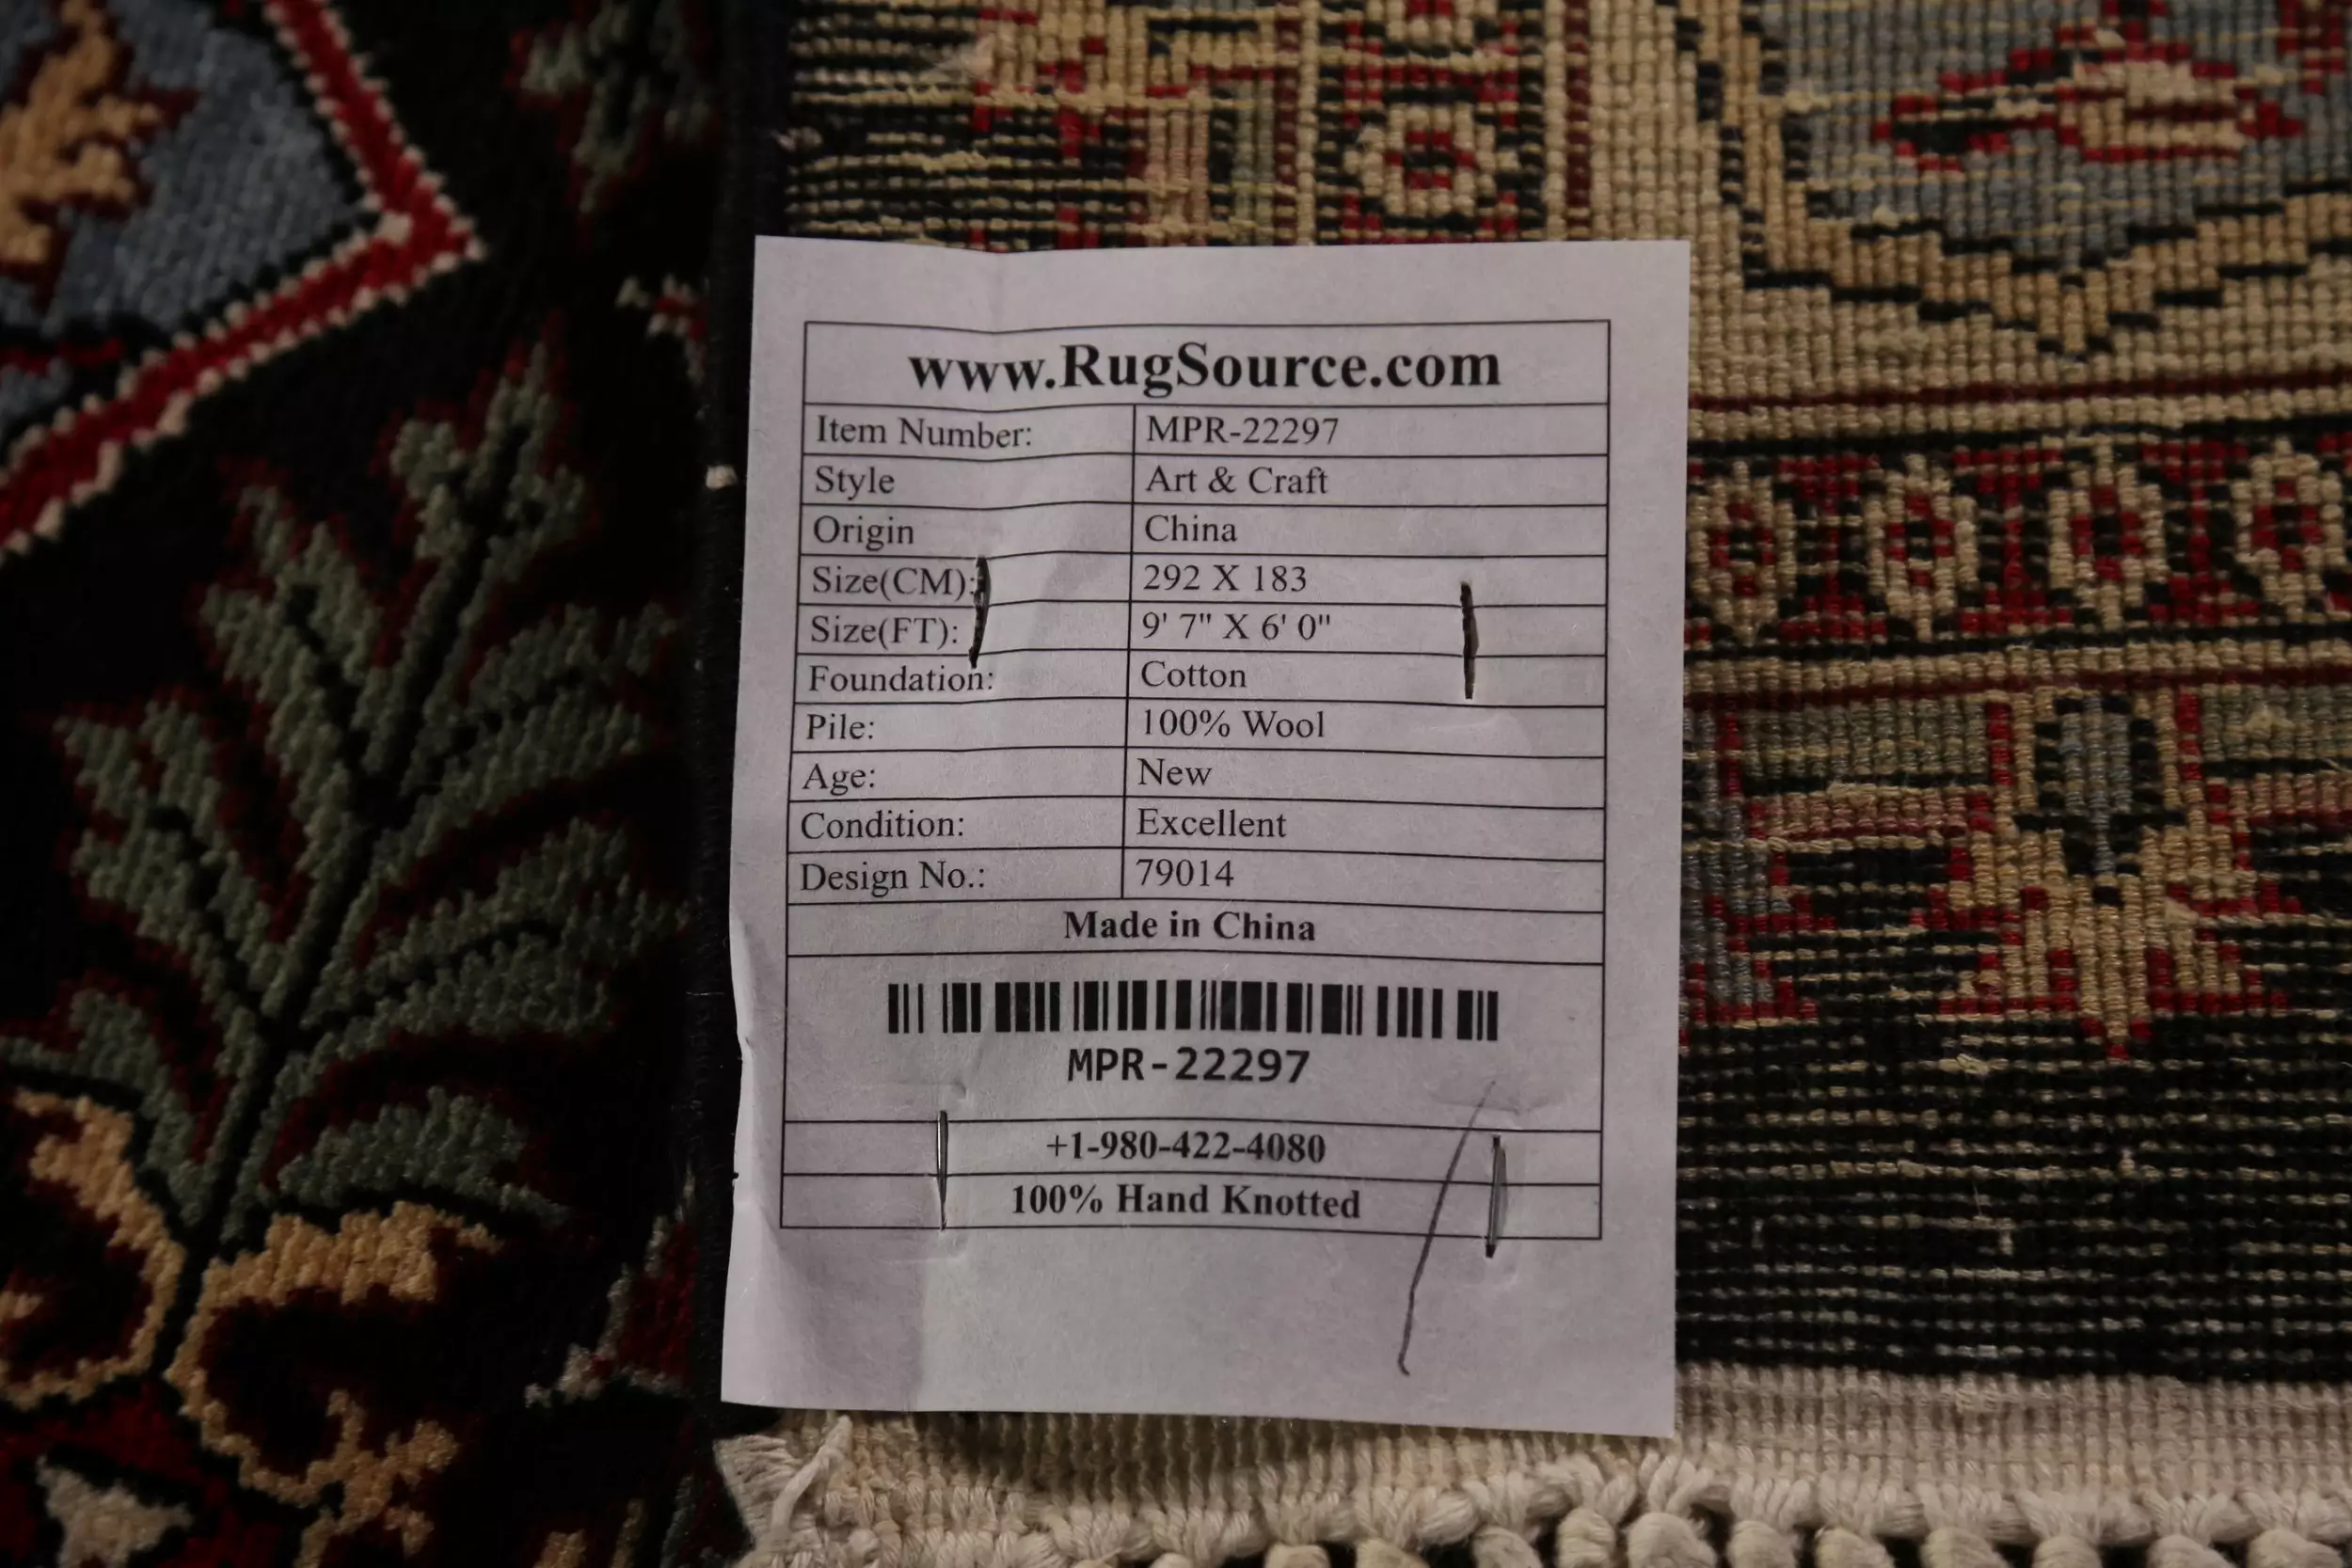 www.RugSource.com
Item Number: MPR-22297
Style Art & Craft
Origin China
Size(CM): 292 X 183
Size(FT): 9' 7" X 6' 0"
Foundation: Cotton
Pile: 100% Wool
Age: New
Condition: Excellent
Design No.: 79014
Made in China
MPR-22297
+1-980-422-4080
100% Hand Knotted